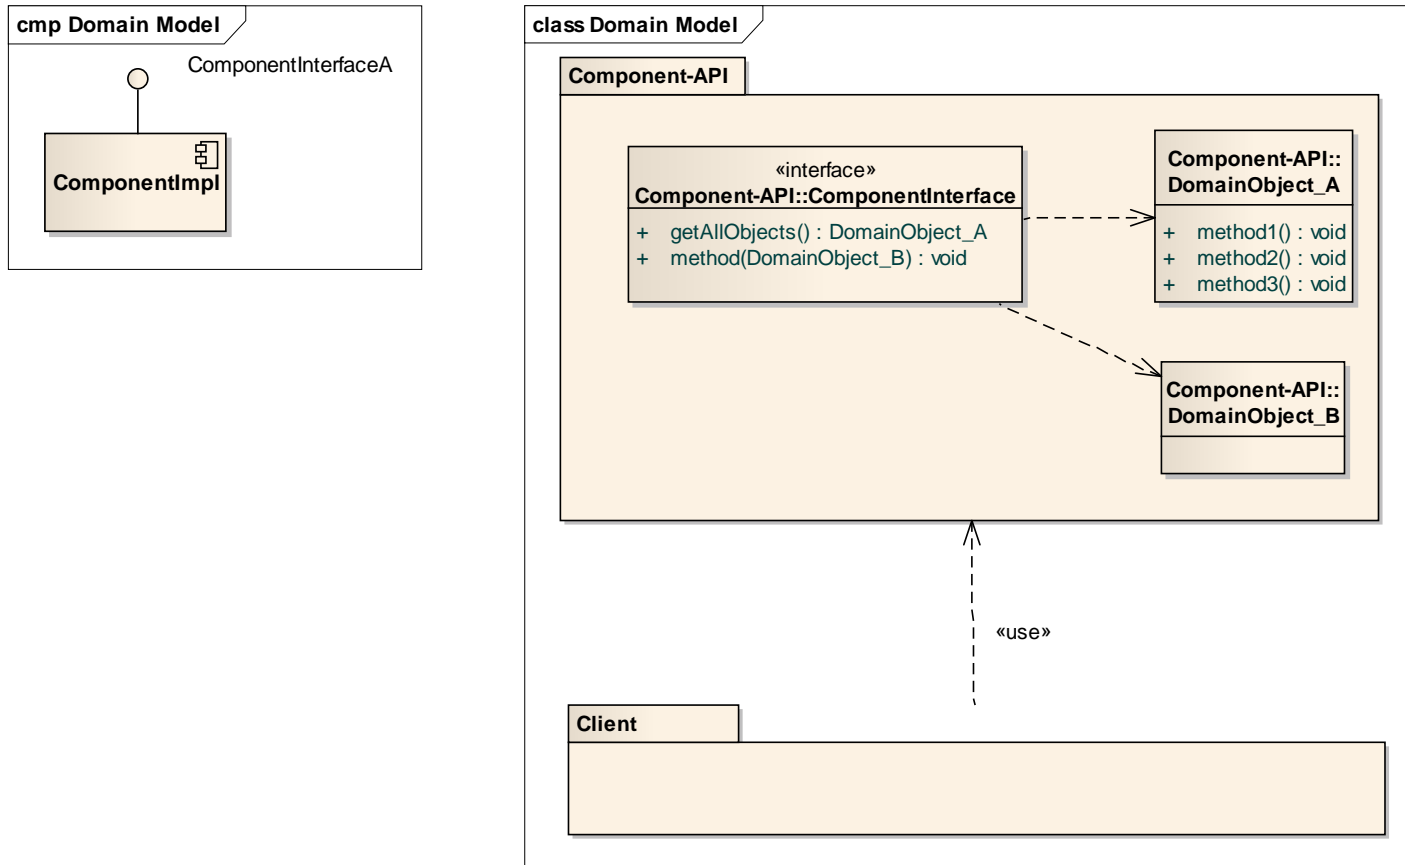 cmp Domain Model
ComponentInterfaceA
ComponentImpl
class Domain Model
Component-API
«interface»
Component-API::ComponentInterface
+ getAllObjects() : DomainObject_A
+ method(DomainObject_B) : void
Component-API::
DomainObject_A
+ method1() : void
+ method2() : void
+ method3() : void
Component-API::
DomainObject_B
«use»
Client